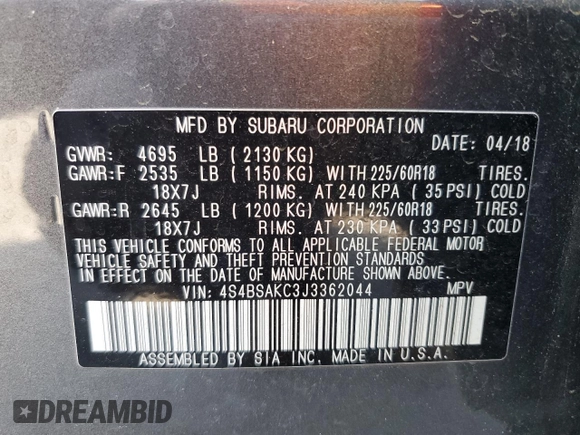 MFD BY SUBARU CORPORATION
DATE: 04/18
GVWR: 4695 LB (2130 KG)
GAWR:F 2535 LB (1150 KG) WITH 225/60R18 TIRES.
18X7J RIMS. AT 240 KPA (35 PSI) COLD
GAWR:R 2645 LB (1200 KG) WITH 225/60R18 TIRES.
18X7J RIMS. AT 230 KPA (33 PSI) COLD
THIS VEHICLE CONFORMS TO ALL APPLICABLE FEDERAL MOTOR
VEHICLE SAFETY AND THEFT PREVENTION STANDARDS
IN EFFECT ON THE DATE OF MANUFACTURE SHOWN ABOVE.
VIN: 4S4BSAKC3J3362044 MPV
ASSEMBLED BY SIA INC. MADE IN U.S.A.
DREAMBID